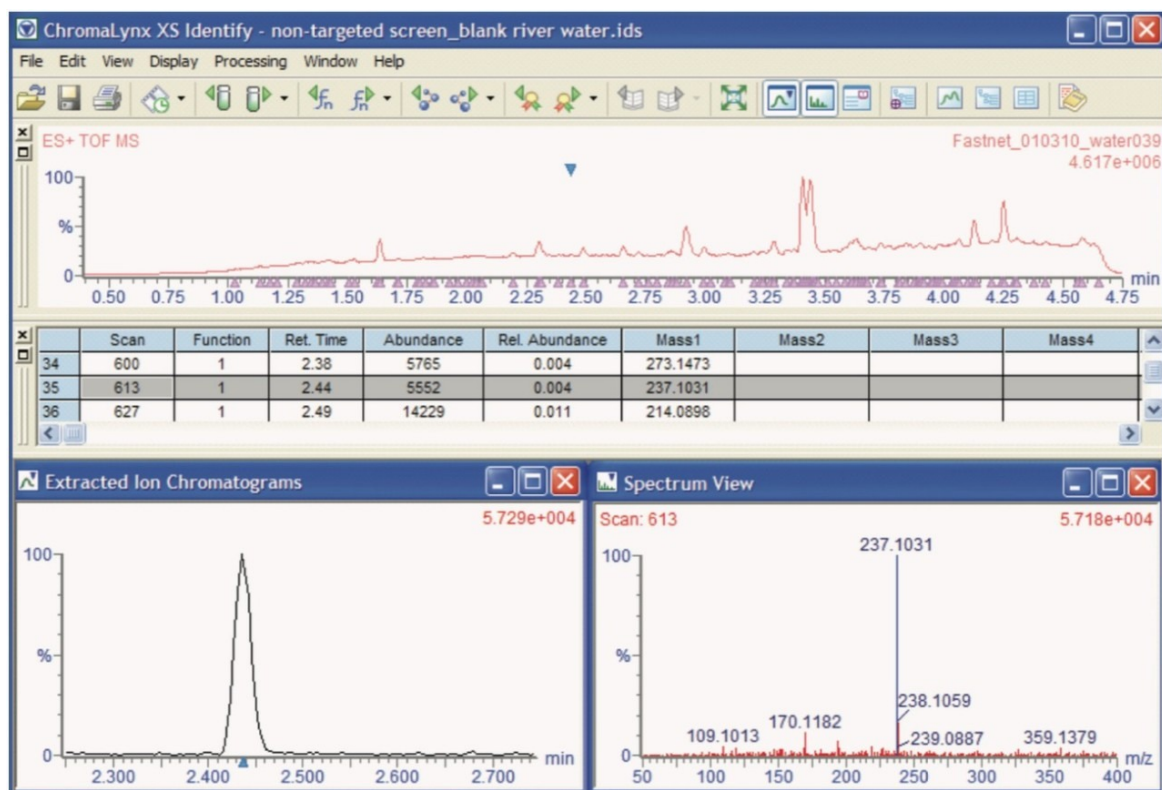 ChromaLynx XS Identify - non-targeted screen_blank river water.ids
File Edit View Display Processing Window Help
ES+ TOF MS
Fastnet_010310_water039
4.617e+006
100
%
0
0.50 0.75 1.00 1.25 1.50 1.75 2.00 2.25 2.50 2.75 3.00 3.25 3.50 3.75 4.00 4.25 4.50 4.75
min
Scan Function Ret. Time Abundance Rel. Abundance Mass1 Mass2 Mass3 Mass4
34 600 1 2.38 5765 0.004 273.1473
35 613 1 2.44 5552 0.004 237.1031
36 627 1 2.49 14229 0.011 214.0898
Extracted Ion Chromatograms
5.729e+004
100
%
0
2.300 2.400 2.500 2.600 2.700
min
Spectrum View
Scan: 613
5.718e+004
237.1031
100
%
238.1059
170.1182
109.1013
239.0887
359.1379
0
50 100 150 200 250 300 350 400
m/z